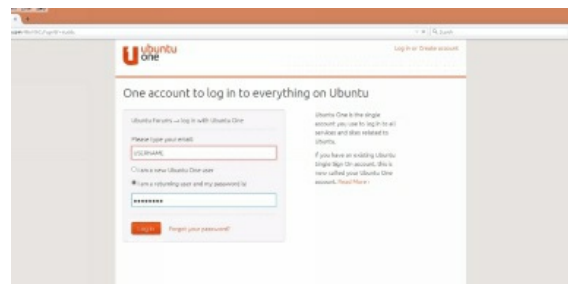 Search
ubuntu one
Log in or Create account
One account to log in to everything on Ubuntu
Ubuntu Forums → log in with Ubuntu One
Please type your email:
USERNAME
I am a new Ubuntu One user
I am a returning user and my password is:
••••••••
Log in
Forgot your password?
Ubuntu One is the single
account you use to log in to all
services and sites related to
Ubuntu.
If you have an existing Ubuntu
Single Sign On account, this is
now called your Ubuntu One
account. Read More ›